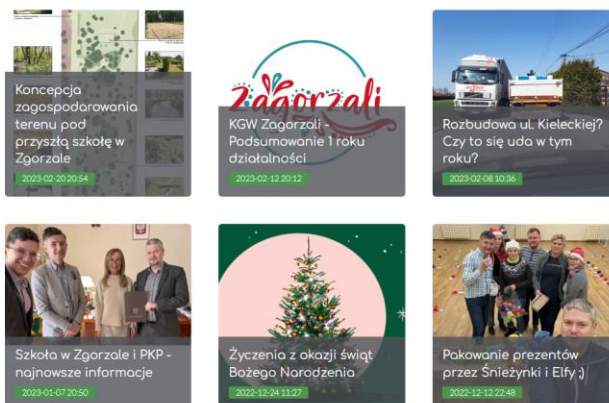 Koncepcja
zagospodarowania
terenu pod
przyszłą szkołę w
Zgorzale
2023-02-20 20:54
Zagorzali
KGW Zagorzali -
Podsumowanie 1 roku
działalności
2023-02-12 20:12
Rozbudowa ul. Kieleckiej?
Czy to się uda w tym
roku?
2023-02-08 10:36
Szkoła w Zgorzale i PKP -
najnowsze informacje
2023-01-07 20:50
Życzenia z okazji świąt
Bożego Narodzenia
2022-12-24 11:27
Pakowanie prezentów
przez Śnieżynki i Elfy ;)
2022-12-12 22:48